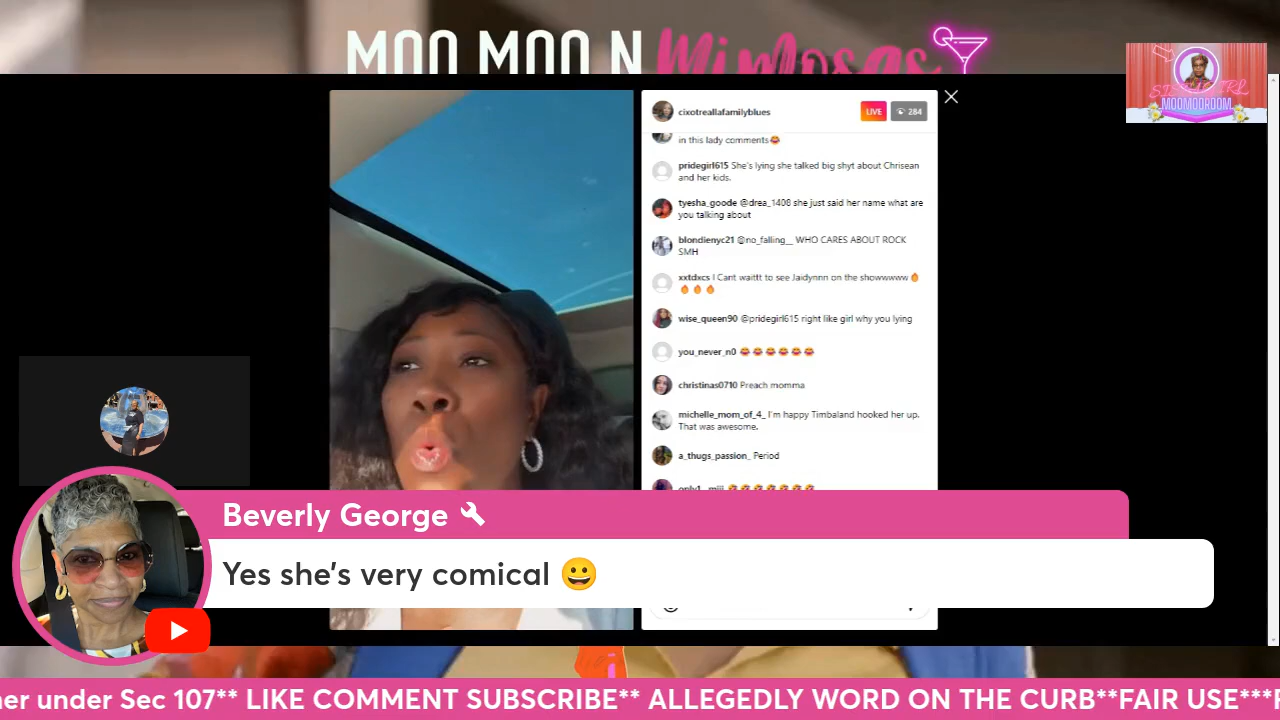 MOO MOO N Mimosas
MOOMOOROOM
cixotreallafamilyblues
LIVE
284
in this lady comments😂
pridegirl615 She's lying she talked big shyt about Chrisean
and her kids.
tyesha_goode @drea_1408 she just said her name what are
you talking about
blondienyc21 @no_falling__ WHO CARES ABOUT ROCK
SMH
xxtdxcs I Cant waittt to see Jaidynnn on the showwwww🔥
🔥🔥🔥
wise_queen90 @pridegirl615 right like girl why you lying
you_never_n0 😂😂😂😂😂😂
christinas0710 Preach momma
michelle_mom_of_4_ I'm happy Timbaland hooked her up.
That was awesome.
a_thugs_passion_ Period
Beverly George
Yes she's very comical 😀
er under Sec 107** LIKE COMMENT SUBSCRIBE** ALLEGEDLY WORD ON THE CURB**FAIR USE***